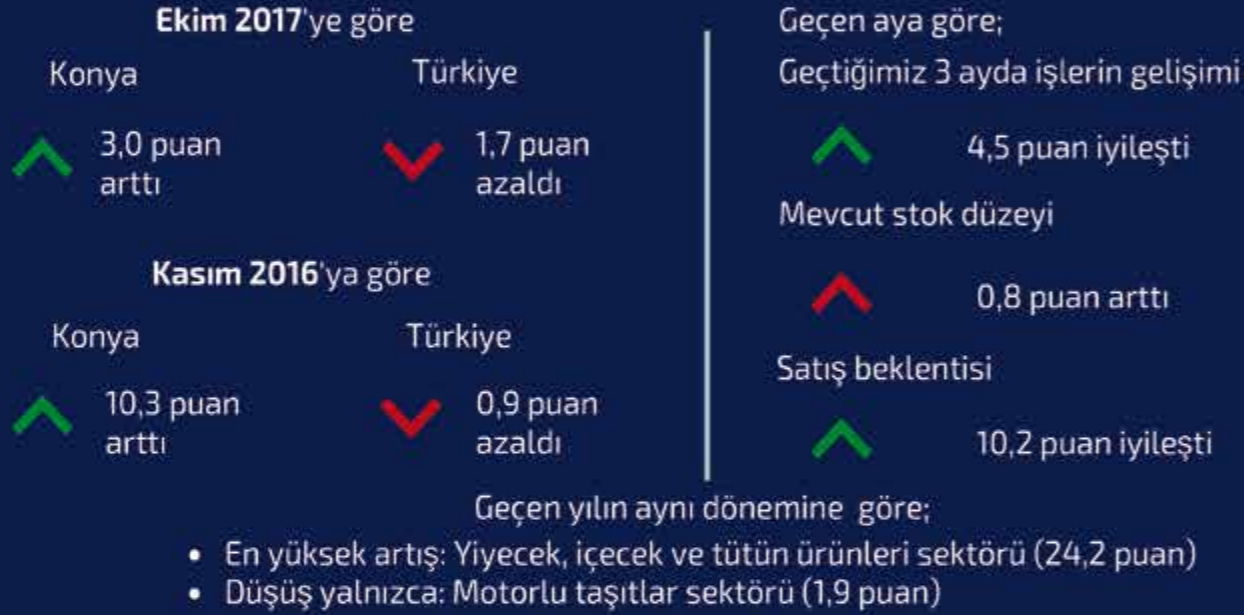 Ekim 2017'ye göre
Konya
Türkiye
3,0 puan
arttı
1,7 puan
azaldı
Kasım 2016'ya göre
Konya
Türkiye
10,3 puan
arttı
0,9 puan
azaldı
Geçen aya göre;
Geçtiğimiz 3 ayda işlerin gelişimi
4,5 puan iyileşti
Mevcut stok düzeyi
0,8 puan arttı
Satış beklentisi
10,2 puan iyileşti
Geçen yılın aynı dönemine göre;
• En yüksek artış: Yiyecek, içecek ve tütün ürünleri sektörü (24,2 puan)
• Düşüş yalnızca: Motorlu taşıtlar sektörü (1,9 puan)